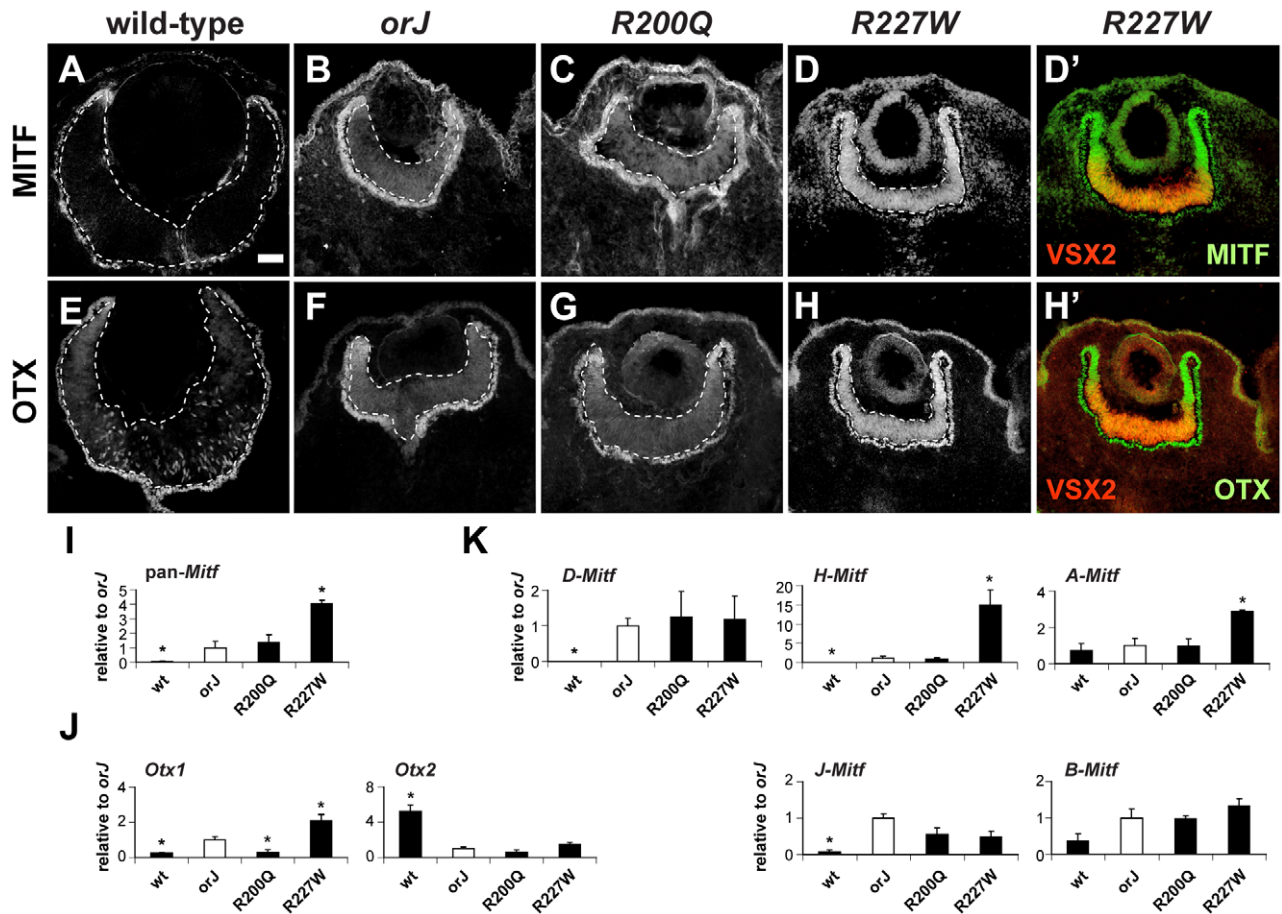 wild-type orJ R200Q R227W R227W
MITF
A B C D D'
VSX2 MITF
OTX
E F G H H'
VSX2 OTX
I
pan-Mitf
relative to orJ
5
4
3
2
1
0
wt orJ R200Q R227W
*
*
K
D-Mitf
relative to orJ
2
1
0
wt orJ R200Q R227W
*
H-Mitf
20
15
10
5
0
wt orJ R200Q R227W
*
*
A-Mitf
4
2
0
wt orJ R200Q R227W
*
J
Otx1
relative to orJ
4
2
0
wt orJ R200Q R227W
*
*
*
Otx2
8
4
0
wt orJ R200Q R227W
*
J-Mitf
relative to orJ
2
1
0
wt orJ R200Q R227W
*
B-Mitf
2
1
0
wt orJ R200Q R227W